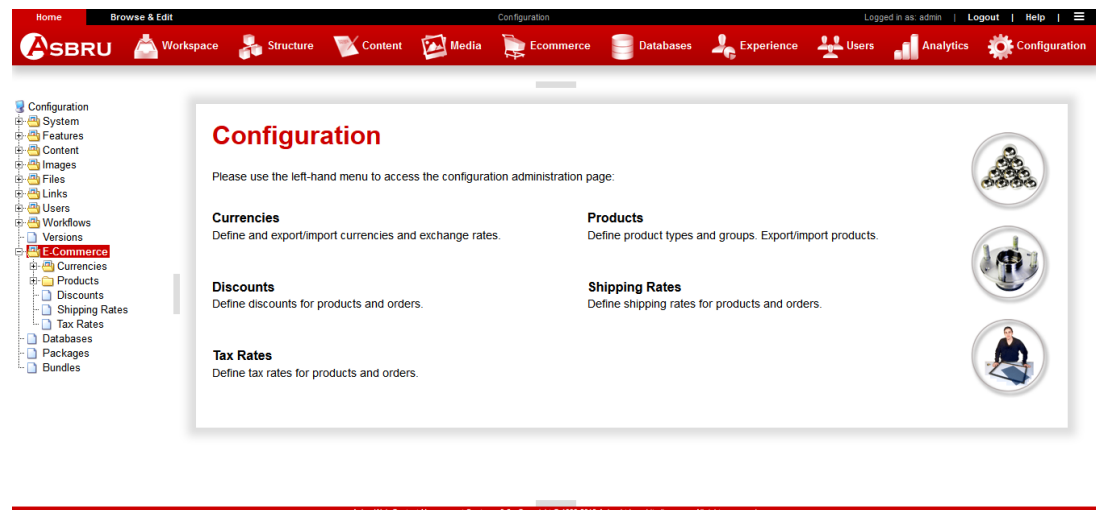 Home Browse & Edit Configuration Logged in as: admin | Logout | Help |
ASBRU Workspace Structure Content Media Ecommerce Databases Experience Users Analytics Configuration
Configuration
System
Features
Content
Images
Files
Links
Users
Workflows
Versions
E-Commerce
Currencies
Products
Discounts
Shipping Rates
Tax Rates
Databases
Packages
Bundles
Configuration
Please use the left-hand menu to access the configuration administration page:
Currencies
Define and export/import currencies and exchange rates.
Products
Define product types and groups. Export/import products.
Discounts
Define discounts for products and orders.
Shipping Rates
Define shipping rates for products and orders.
Tax Rates
Define tax rates for products and orders.